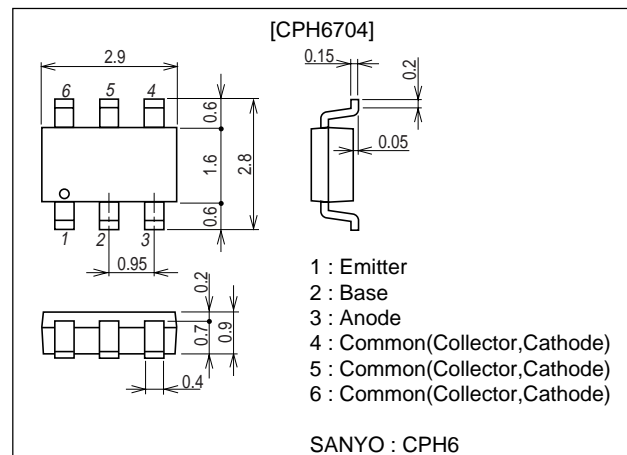 [CPH6704]
2.9
0.15
0.2
6 5 4
0.6
1.6
2.8
0.05
0.6
1 2 3
0.95
0.2
0.7
0.9
0.4
1 : Emitter
2 : Base
3 : Anode
4 : Common(Collector,Cathode)
5 : Common(Collector,Cathode)
6 : Common(Collector,Cathode)
SANYO : CPH6